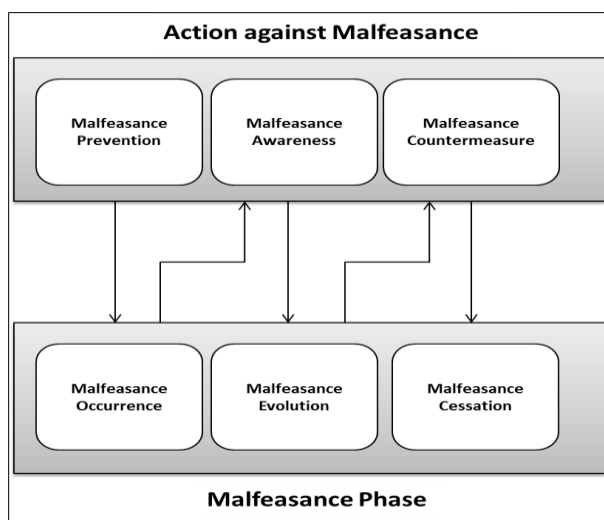 Action against Malfeasance
Malfeasance
Prevention
Malfeasance
Awareness
Malfeasance
Countermeasure
Malfeasance
Occurrence
Malfeasance
Evolution
Malfeasance
Cessation
Malfeasance Phase